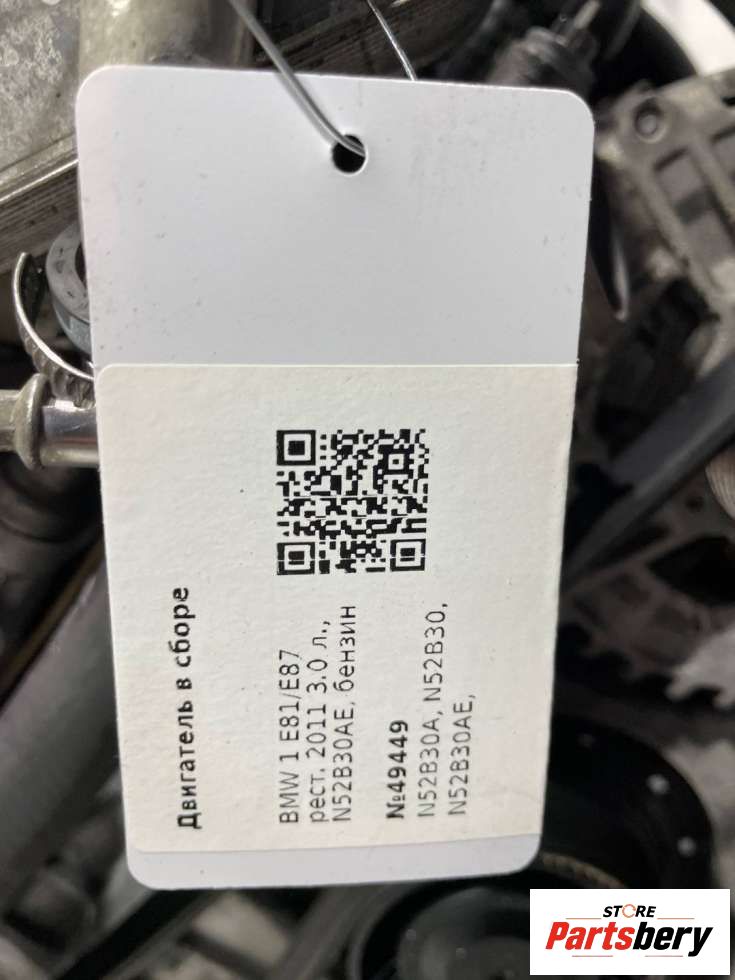 Двигатель в сборе
BMW 1 E81/E87
рест. 2011 3.0 л.,
N52B30AE, бензин
№49449
N52B30A, N52B30,
N52B30AE,
STORE
Partsbery